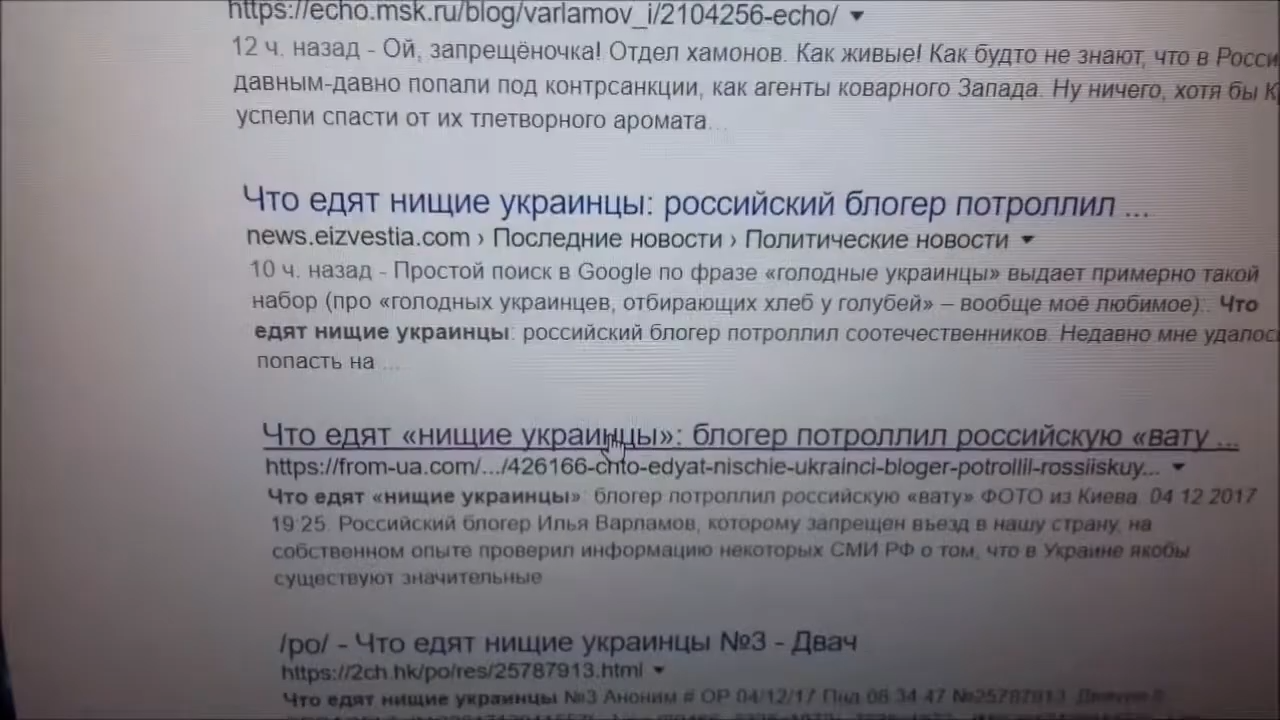 https://echo.msk.ru/blog/varlamov_i/2104256-echo/
12 ч. назад - Ой, запрещёночка! Отдел хамонов. Как живые! Как будто не знают, что в Росси
давным-давно попали под контрсанкции, как агенты коварного Запада. Ну ничего, хотя бы К
успели спасти от их тлетворного аромата...
Что едят нищие украинцы: российский блогер потроллил ...
news.eizvestia.com › Последние новости › Политические новости
10 ч. назад - Простой поиск в Google по фразе «голодные украинцы» выдает примерно такой
набор (про «голодных украинцев, отбирающих хлеб у голубей» – вообще моё любимое).. Что
едят нищие украинцы: российский блогер потроллил соотечественников. Недавно мне удалос
попасть на ...
Что едят «нищие украинцы»: блогер потроллил российскую «вату ...
https://from-ua.com/.../426166-chto-edyat-nischie-ukrainci-bloger-potrollil-rossiiskuy...
Что едят «нищие украинцы»: блогер потроллил российскую «вату» ФОТО из Киева. 04.12.2017
19:25. Российский блогер Илья Варламов, которому запрещен въезд в нашу страну, на
собственном опыте проверил информацию некоторых СМИ РФ о том, что в Украине якобы
существуют значительные
/po/ - Что едят нищие украинцы №3 - Двач
https://2ch.hk/po/res/25787913.html
Что едят нищие украинцы №3 Аноним # OP 04/12/17 Пнд 08:34:47 №25787913